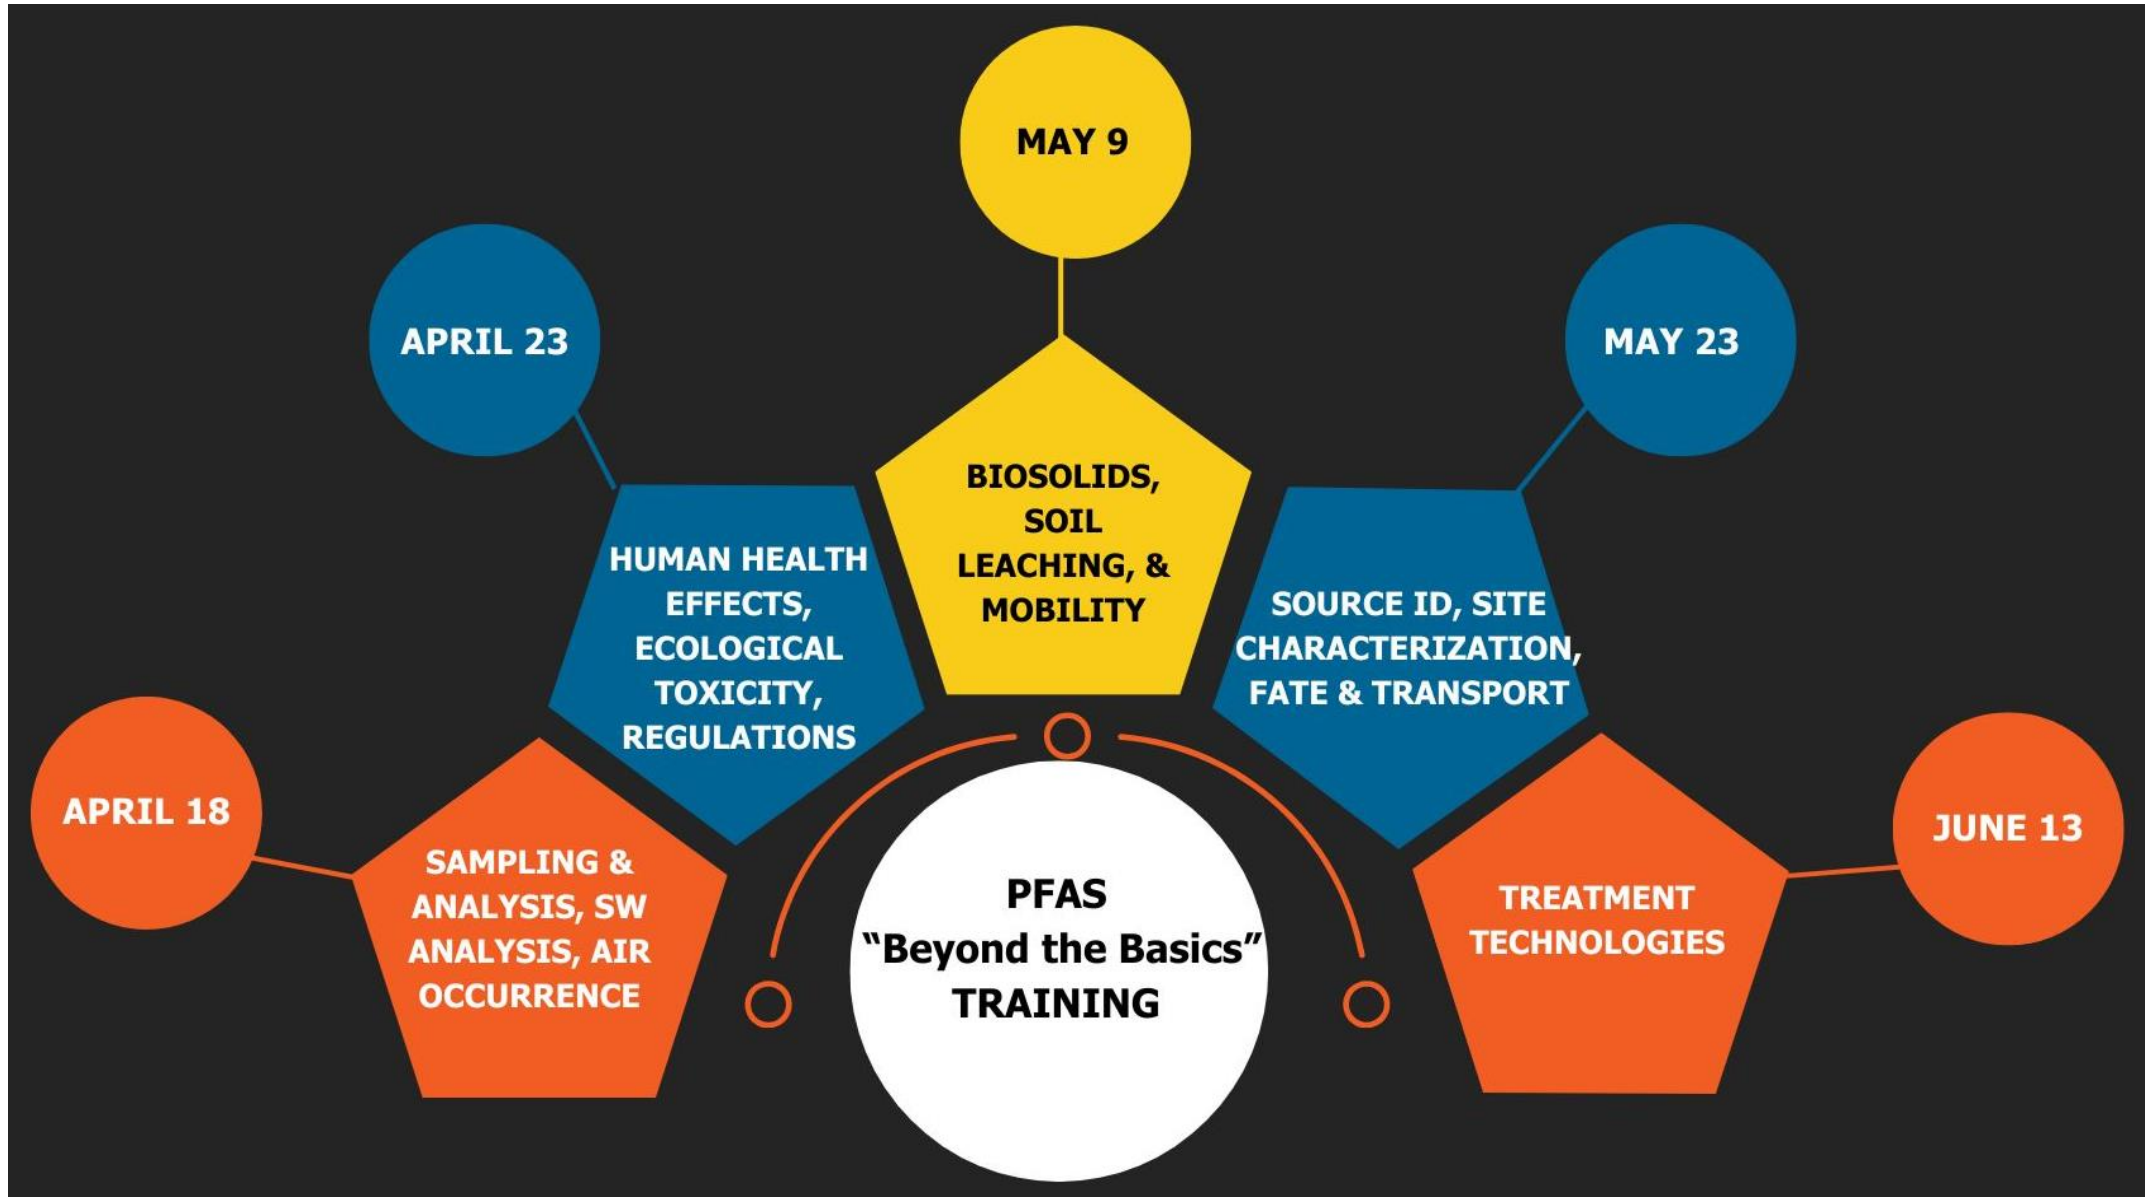 MAY 9
APRIL 23
MAY 23
BIOSOLIDS,
SOIL
LEACHING, &
MOBILITY
HUMAN HEALTH
EFFECTS,
ECOLOGICAL
TOXICITY,
REGULATIONS
SOURCE ID, SITE
CHARACTERIZATION,
FATE & TRANSPORT
APRIL 18
SAMPLING &
ANALYSIS, SW
ANALYSIS, AIR
OCCURRENCE
PFAS
“Beyond the Basics”
TRAINING
TREATMENT
TECHNOLOGIES
JUNE 13